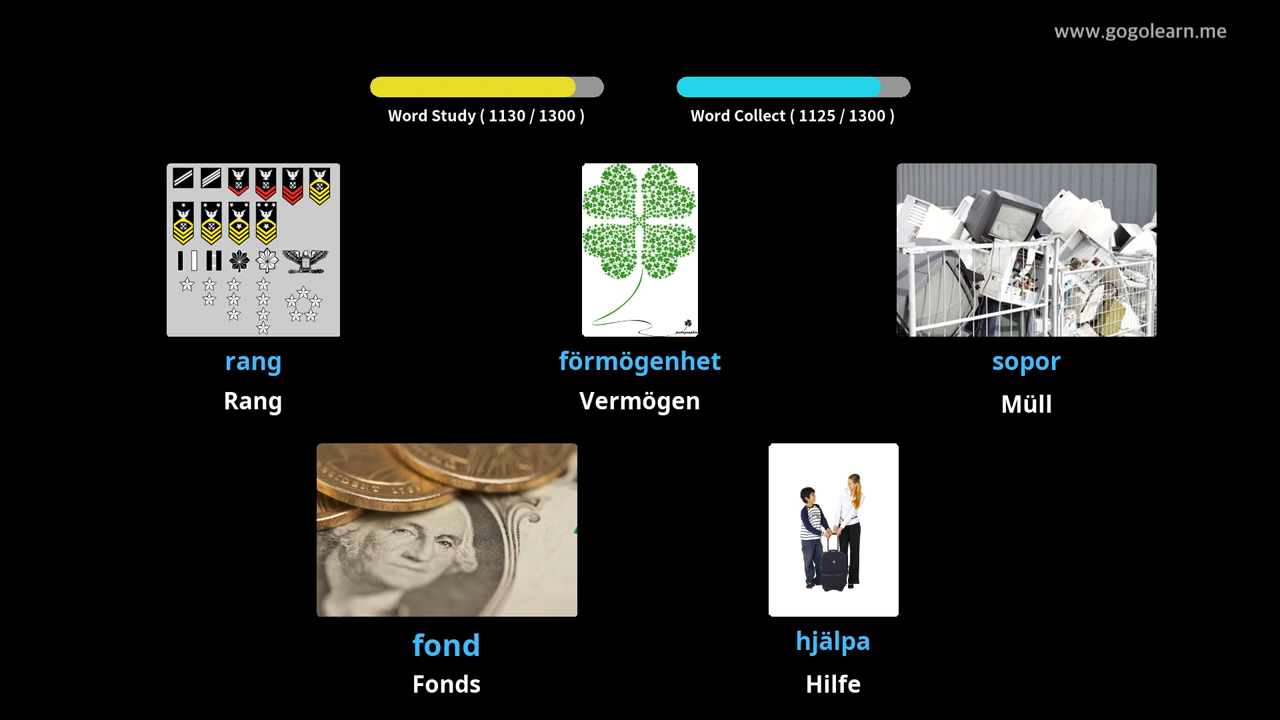 www.gogolearn.me
Word Study ( 1130 / 1300 )
Word Collect ( 1125 / 1300 )
rang
Rang
förmögenhet
Vermögen
sopor
Müll
fond
Fonds
hjälpa
Hilfe